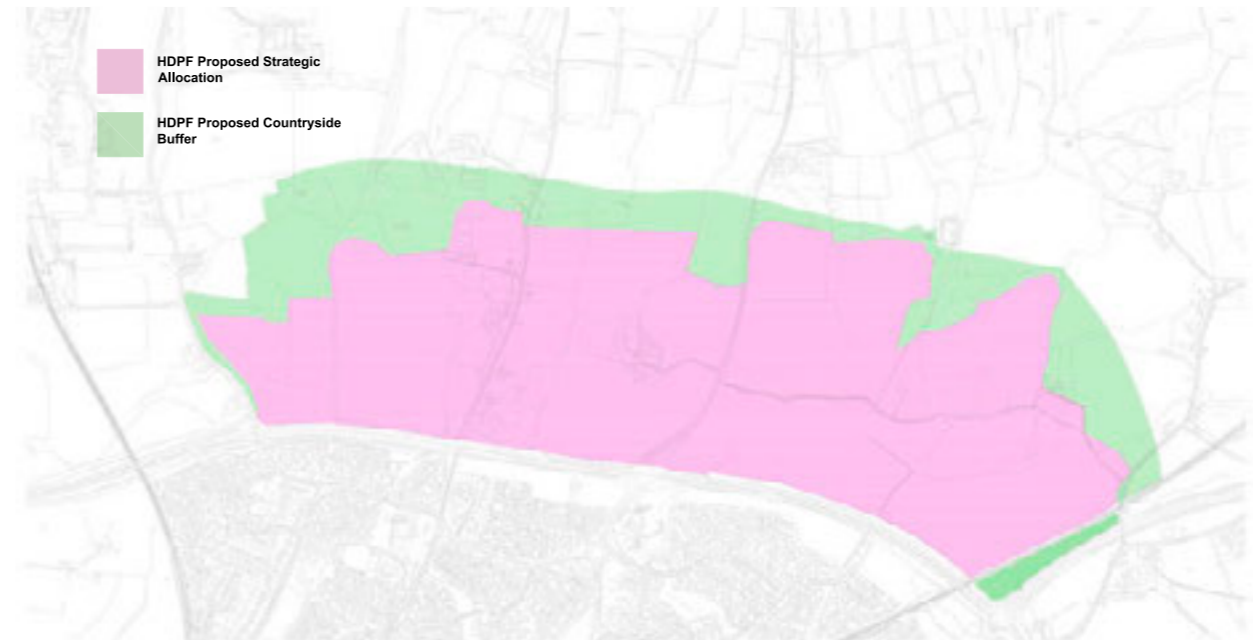 HDPF Proposed Strategic
Allocation
HDPF Proposed Countryside
Buffer